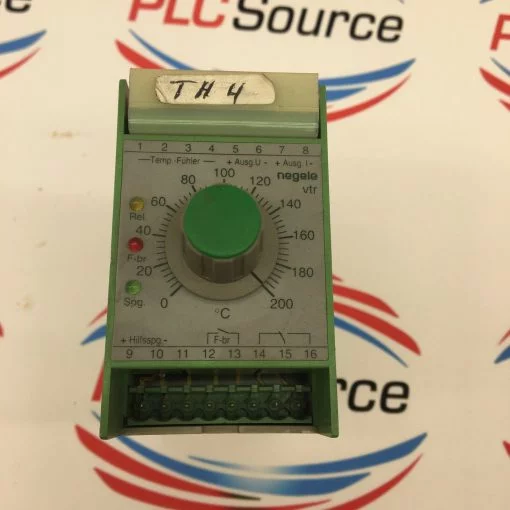 PLCSource
TH 4
1 2 3 4 5 6 7 8
Temp. Fühler + Ausg.U - + Ausg. I -
negele
vtr
0 20 40 60 80 100 120 140 160 180 200
°C
Rel
F-br
Spg.
+ Hilfsspg.- F-br
9 10 11 12 13 14 15 16
PLC
Source
Source